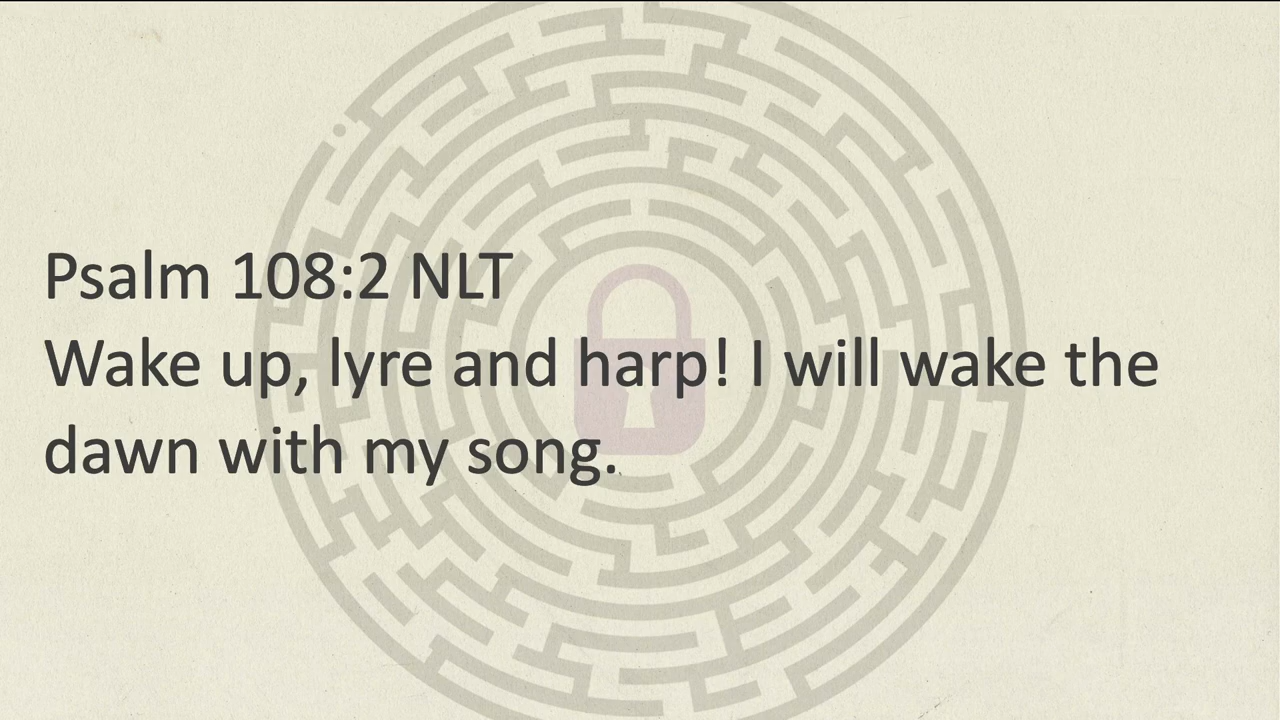 Psalm 108:2 NLT
Wake up, lyre and harp! I will wake the
dawn with my song.